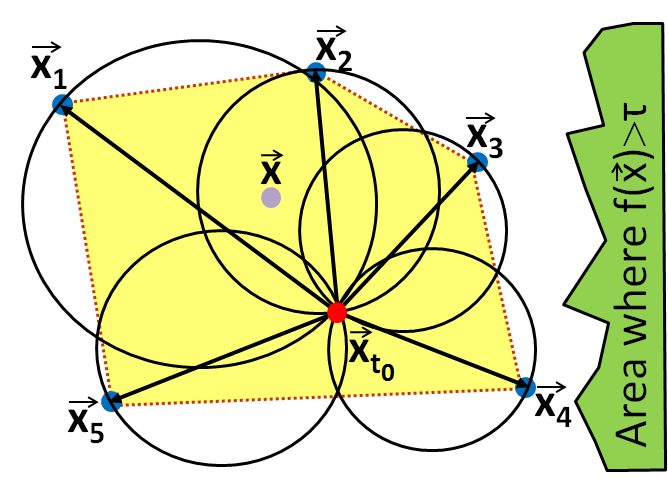 x⃗₁
x⃗₂
x⃗₃
x⃗
x⃗ₜ₀
x⃗₄
x⃗₅
Area where f(x⃗)>τ